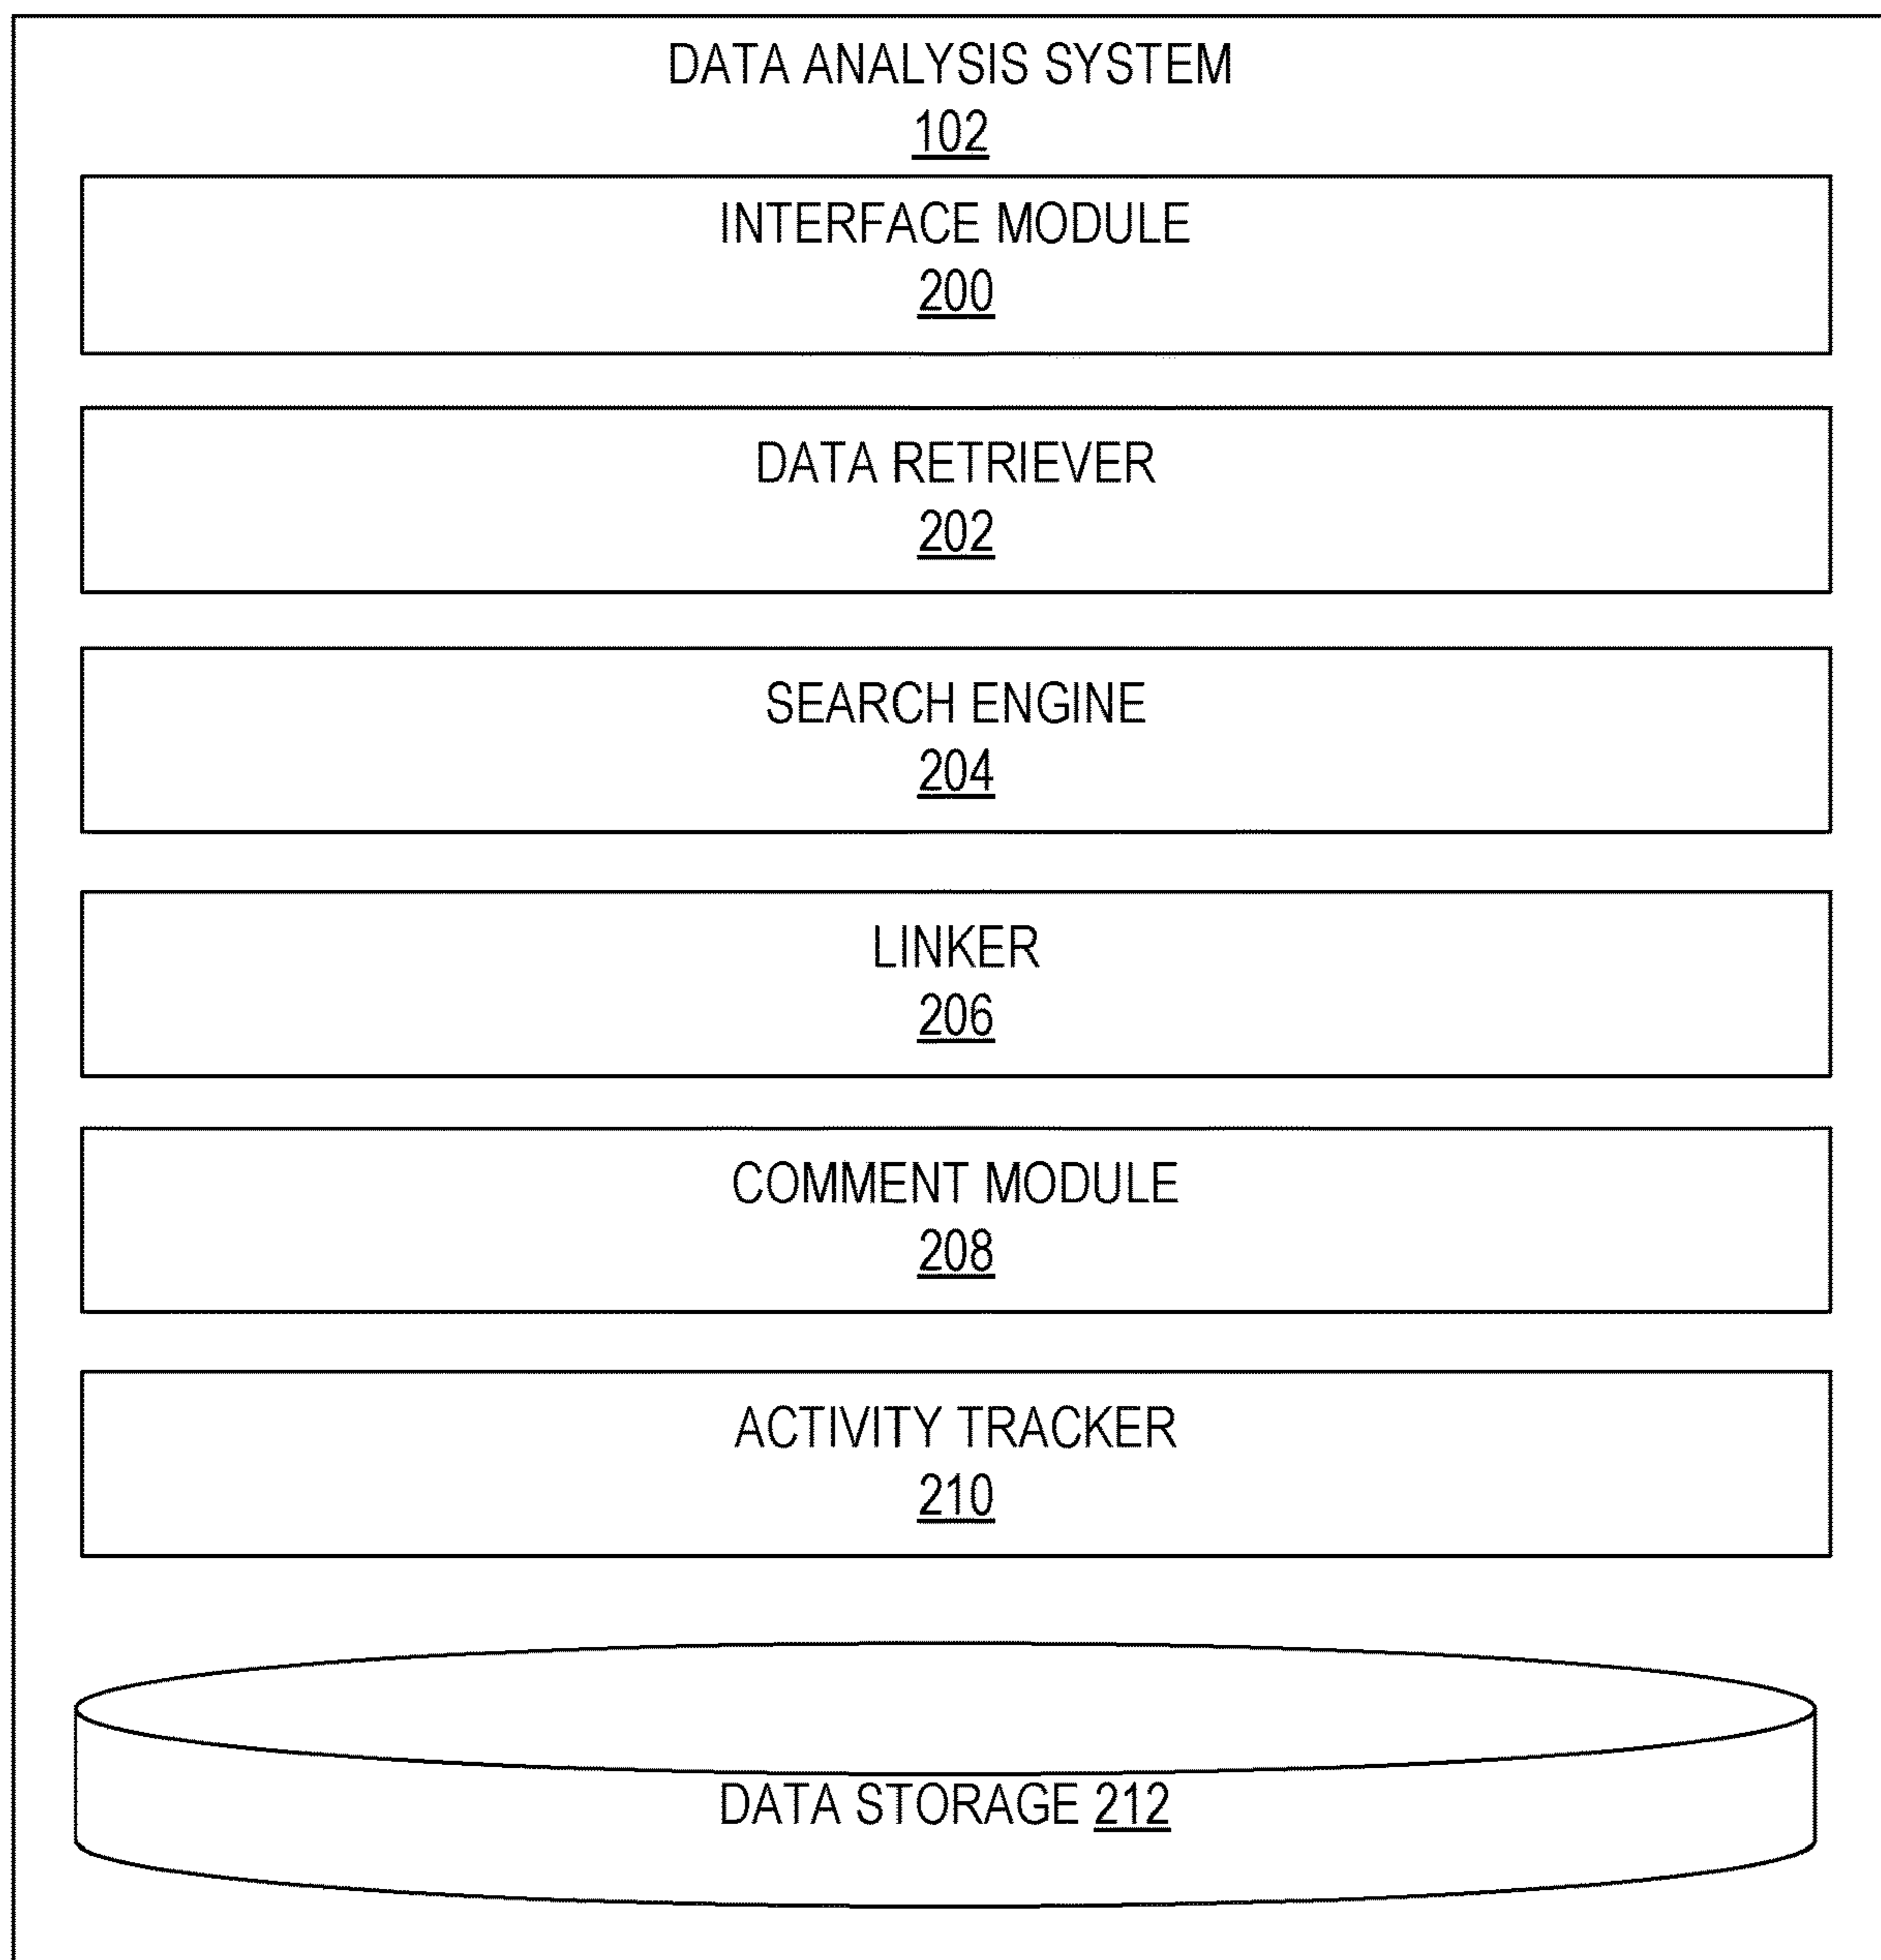 DATA ANALYSIS SYSTEM
102
INTERFACE MODULE
200
DATA RETRIEVER
202
SEARCH ENGINE
204
LINKER
206
COMMENT MODULE
208
ACTIVITY TRACKER
210
DATA STORAGE 212